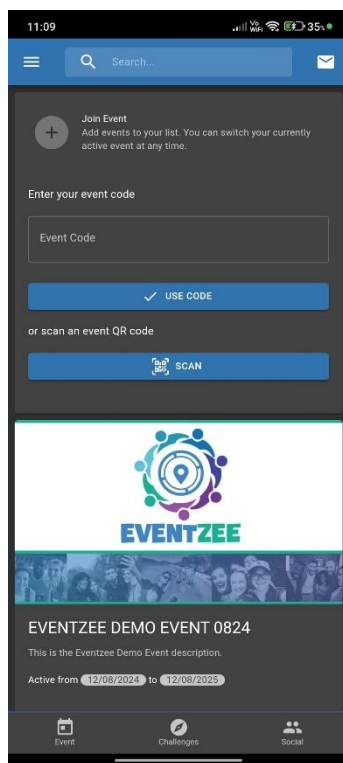 11:09
Vo WiFi 35%
Search...
Join Event
Add events to your list. You can switch your currently
active event at any time.
Enter your event code
Event Code
USE CODE
or scan an event QR code
SCAN
EVENTZEE
EVENTZEE DEMO EVENT 0824
This is the Eventzee Demo Event description.
Active from 12/08/2024 to 12/08/2025
Event Challenges Social